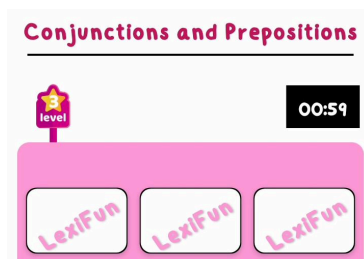 Conjunctions and Prepositions
3
level
00:59
LexiFun LexiFun LexiFun